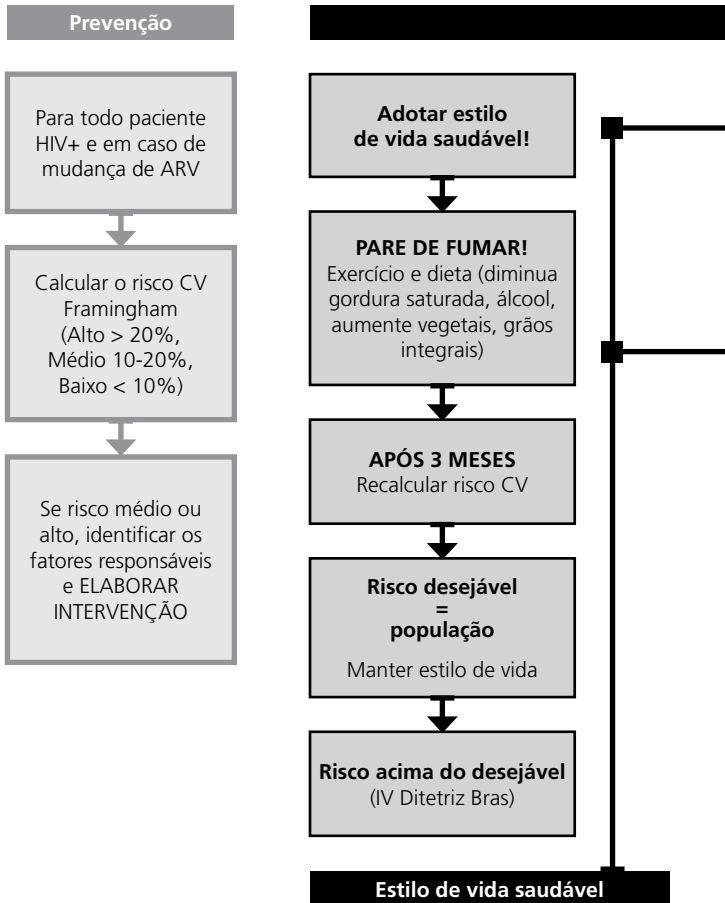 Prevenção
Para todo paciente
HIV+ e em caso de
mudança de ARV
Calcular o risco CV
Framingham
(Alto > 20%,
Médio 10-20%,
Baixo < 10%)
Se risco médio ou
alto, identificar os
fatores responsáveis
e ELABORAR
INTERVENÇÃO
Adotar estilo
de vida saudável!
PARE DE FUMAR!
Exercício e dieta (diminua
gordura saturada, álcool,
aumente vegetais, grãos
integrais)
APÓS 3 MESES
Recalcular risco CV
Risco desejável
=
população
Manter estilo de vida
Risco acima do desejável
(IV Ditetriz Bras)
Estilo de vida saudável